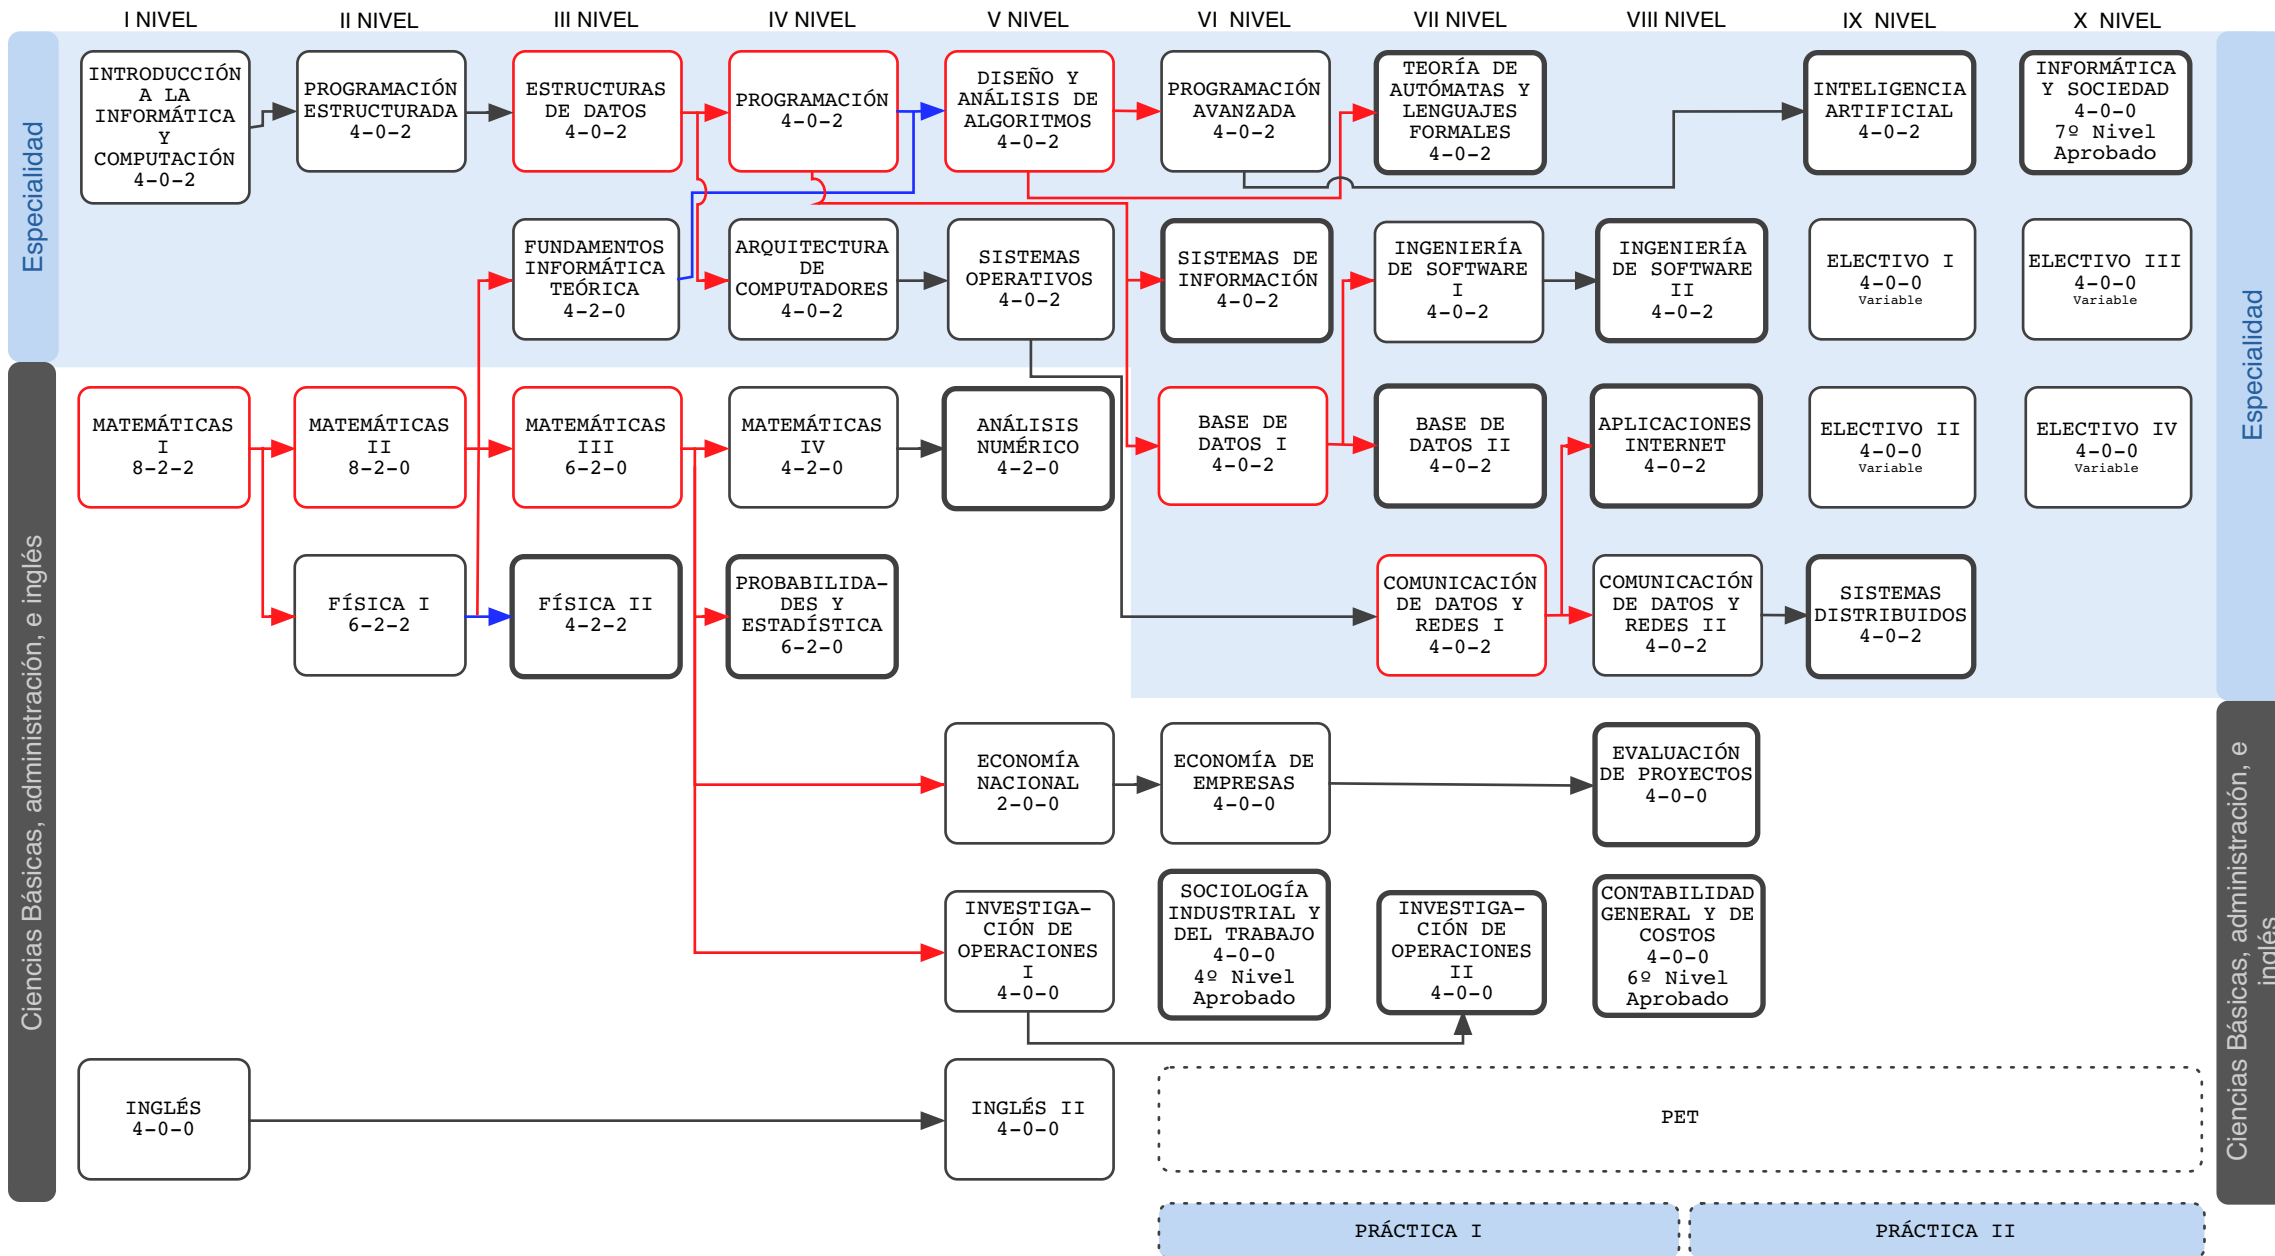 I NIVEL
II NIVEL
III NIVEL
IV NIVEL
V NIVEL
VI NIVEL
VII NIVEL
VIII NIVEL
IX NIVEL
X NIVEL
Especialidad
INTRODUCCIÓN
A LA
INFORMÁTICA
Y
COMPUTACIÓN
4-0-2
PROGRAMACIÓN
ESTRUCTURADA
4-0-2
ESTRUCTURAS
DE DATOS
4-0-2
PROGRAMACIÓN
4-0-2
DISEÑO Y
ANÁLISIS DE
ALGORITMOS
4-0-2
PROGRAMACIÓN
AVANZADA
4-0-2
TEORÍA DE
AUTÓMATAS Y
LENGUAJES
FORMALES
4-0-2
INTELIGENCIA
ARTIFICIAL
4-0-2
INFORMÁTICA
Y SOCIEDAD
4-0-0
7º Nivel
Aprobado
FUNDAMENTOS
INFORMÁTICA
TEÓRICA
4-2-0
ARQUITECTURA
DE
COMPUTADORES
4-0-2
SISTEMAS
OPERATIVOS
4-0-2
SISTEMAS DE
INFORMACIÓN
4-0-2
INGENIERÍA
DE SOFTWARE
I
4-0-2
INGENIERÍA
DE SOFTWARE
II
4-0-2
ELECTIVO I
4-0-0
Variable
ELECTIVO III
4-0-0
Variable
Especialidad
Ciencias Básicas, administración, e inglés
MATEMÁTICAS
I
8-2-2
MATEMÁTICAS
II
8-2-0
MATEMÁTICAS
III
6-2-0
MATEMÁTICAS
IV
4-2-0
ANÁLISIS
NUMÉRICO
4-2-0
BASE DE
DATOS I
4-0-2
BASE DE
DATOS II
4-0-2
APLICACIONES
INTERNET
4-0-2
ELECTIVO II
4-0-0
Variable
ELECTIVO IV
4-0-0
Variable
FÍSICA I
6-2-2
FÍSICA II
4-2-2
PROBABILIDA-
DES Y
ESTADÍSTICA
6-2-0
COMUNICACIÓN
DE DATOS Y
REDES I
4-0-2
COMUNICACIÓN
DE DATOS Y
REDES II
4-0-2
SISTEMAS
DISTRIBUIDOS
4-0-2
ECONOMÍA
NACIONAL
2-0-0
ECONOMÍA DE
EMPRESAS
4-0-0
EVALUACIÓN
DE PROYECTOS
4-0-0
INVESTIGA-
CIÓN DE
OPERACIONES
I
4-0-0
SOCIOLOGÍA
INDUSTRIAL Y
DEL TRABAJO
4-0-0
4º Nivel
Aprobado
INVESTIGA-
CIÓN DE
OPERACIONES
II
4-0-0
CONTABILIDAD
GENERAL Y DE
COSTOS
4-0-0
6º Nivel
Aprobado
Ciencias Básicas, administración, e
inglés
INGLÉS
4-0-0
INGLÉS II
4-0-0
PET
PRÁCTICA I
PRÁCTICA II